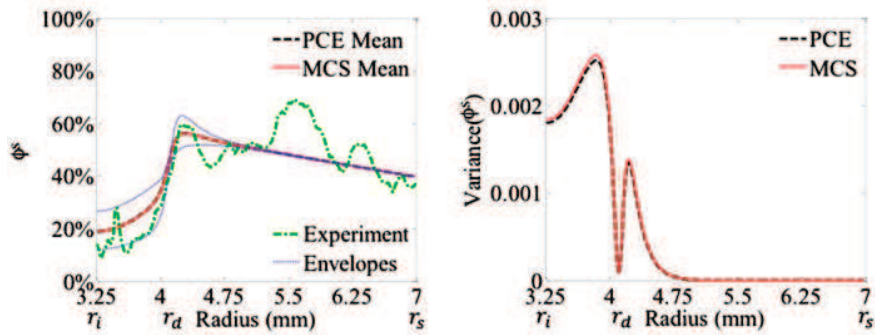 100%
80%
60%
40%
20%
0%
ϕˢ
PCE Mean
MCS Mean
Experiment
Envelopes
3.25 4 4.75 5.5 6.25 7
rᵢ r_d Radius (mm) rₛ
0.003
0.002
0.001
0
Variance(ϕˢ)
PCE
MCS
3.25 4 4.75 5.5 6.25 7
rᵢ r_d Radius (mm) rₛ